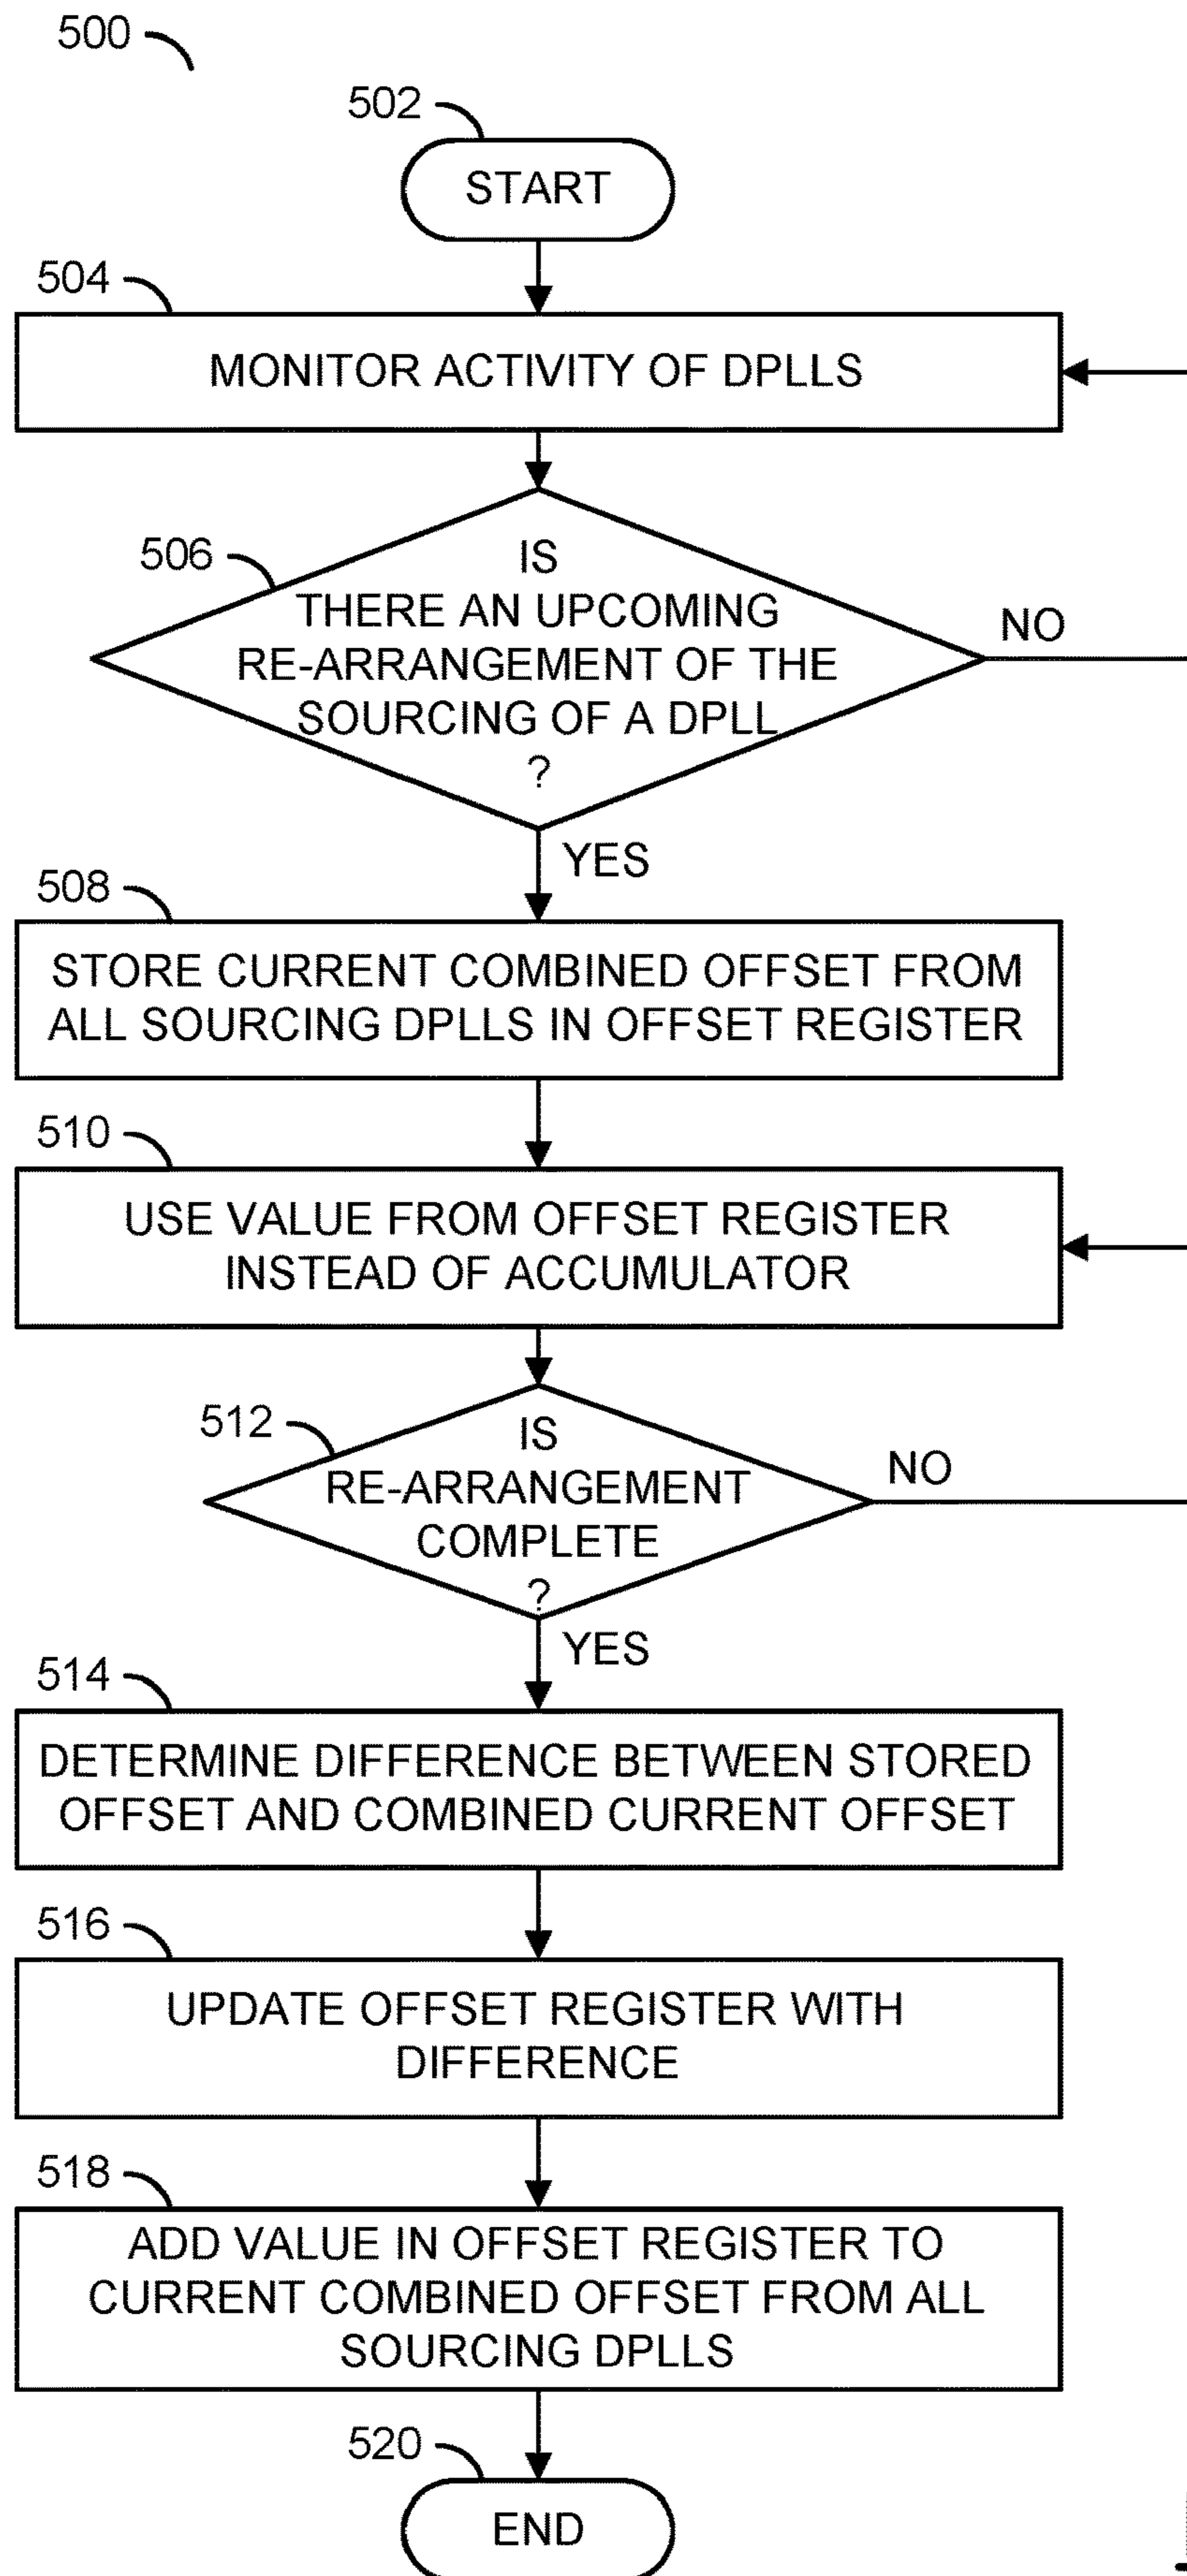 500
502
START
504
MONITOR ACTIVITY OF DPLLS
506
IS
THERE AN UPCOMING
RE-ARRANGEMENT OF THE
SOURCING OF A DPLL
?
NO
YES
508
STORE CURRENT COMBINED OFFSET FROM
ALL SOURCING DPLLS IN OFFSET REGISTER
510
USE VALUE FROM OFFSET REGISTER
INSTEAD OF ACCUMULATOR
512
IS
RE-ARRANGEMENT
COMPLETE
?
NO
YES
514
DETERMINE DIFFERENCE BETWEEN STORED
OFFSET AND COMBINED CURRENT OFFSET
516
UPDATE OFFSET REGISTER WITH
DIFFERENCE
518
ADD VALUE IN OFFSET REGISTER TO
CURRENT COMBINED OFFSET FROM ALL
SOURCING DPLLS
520
END